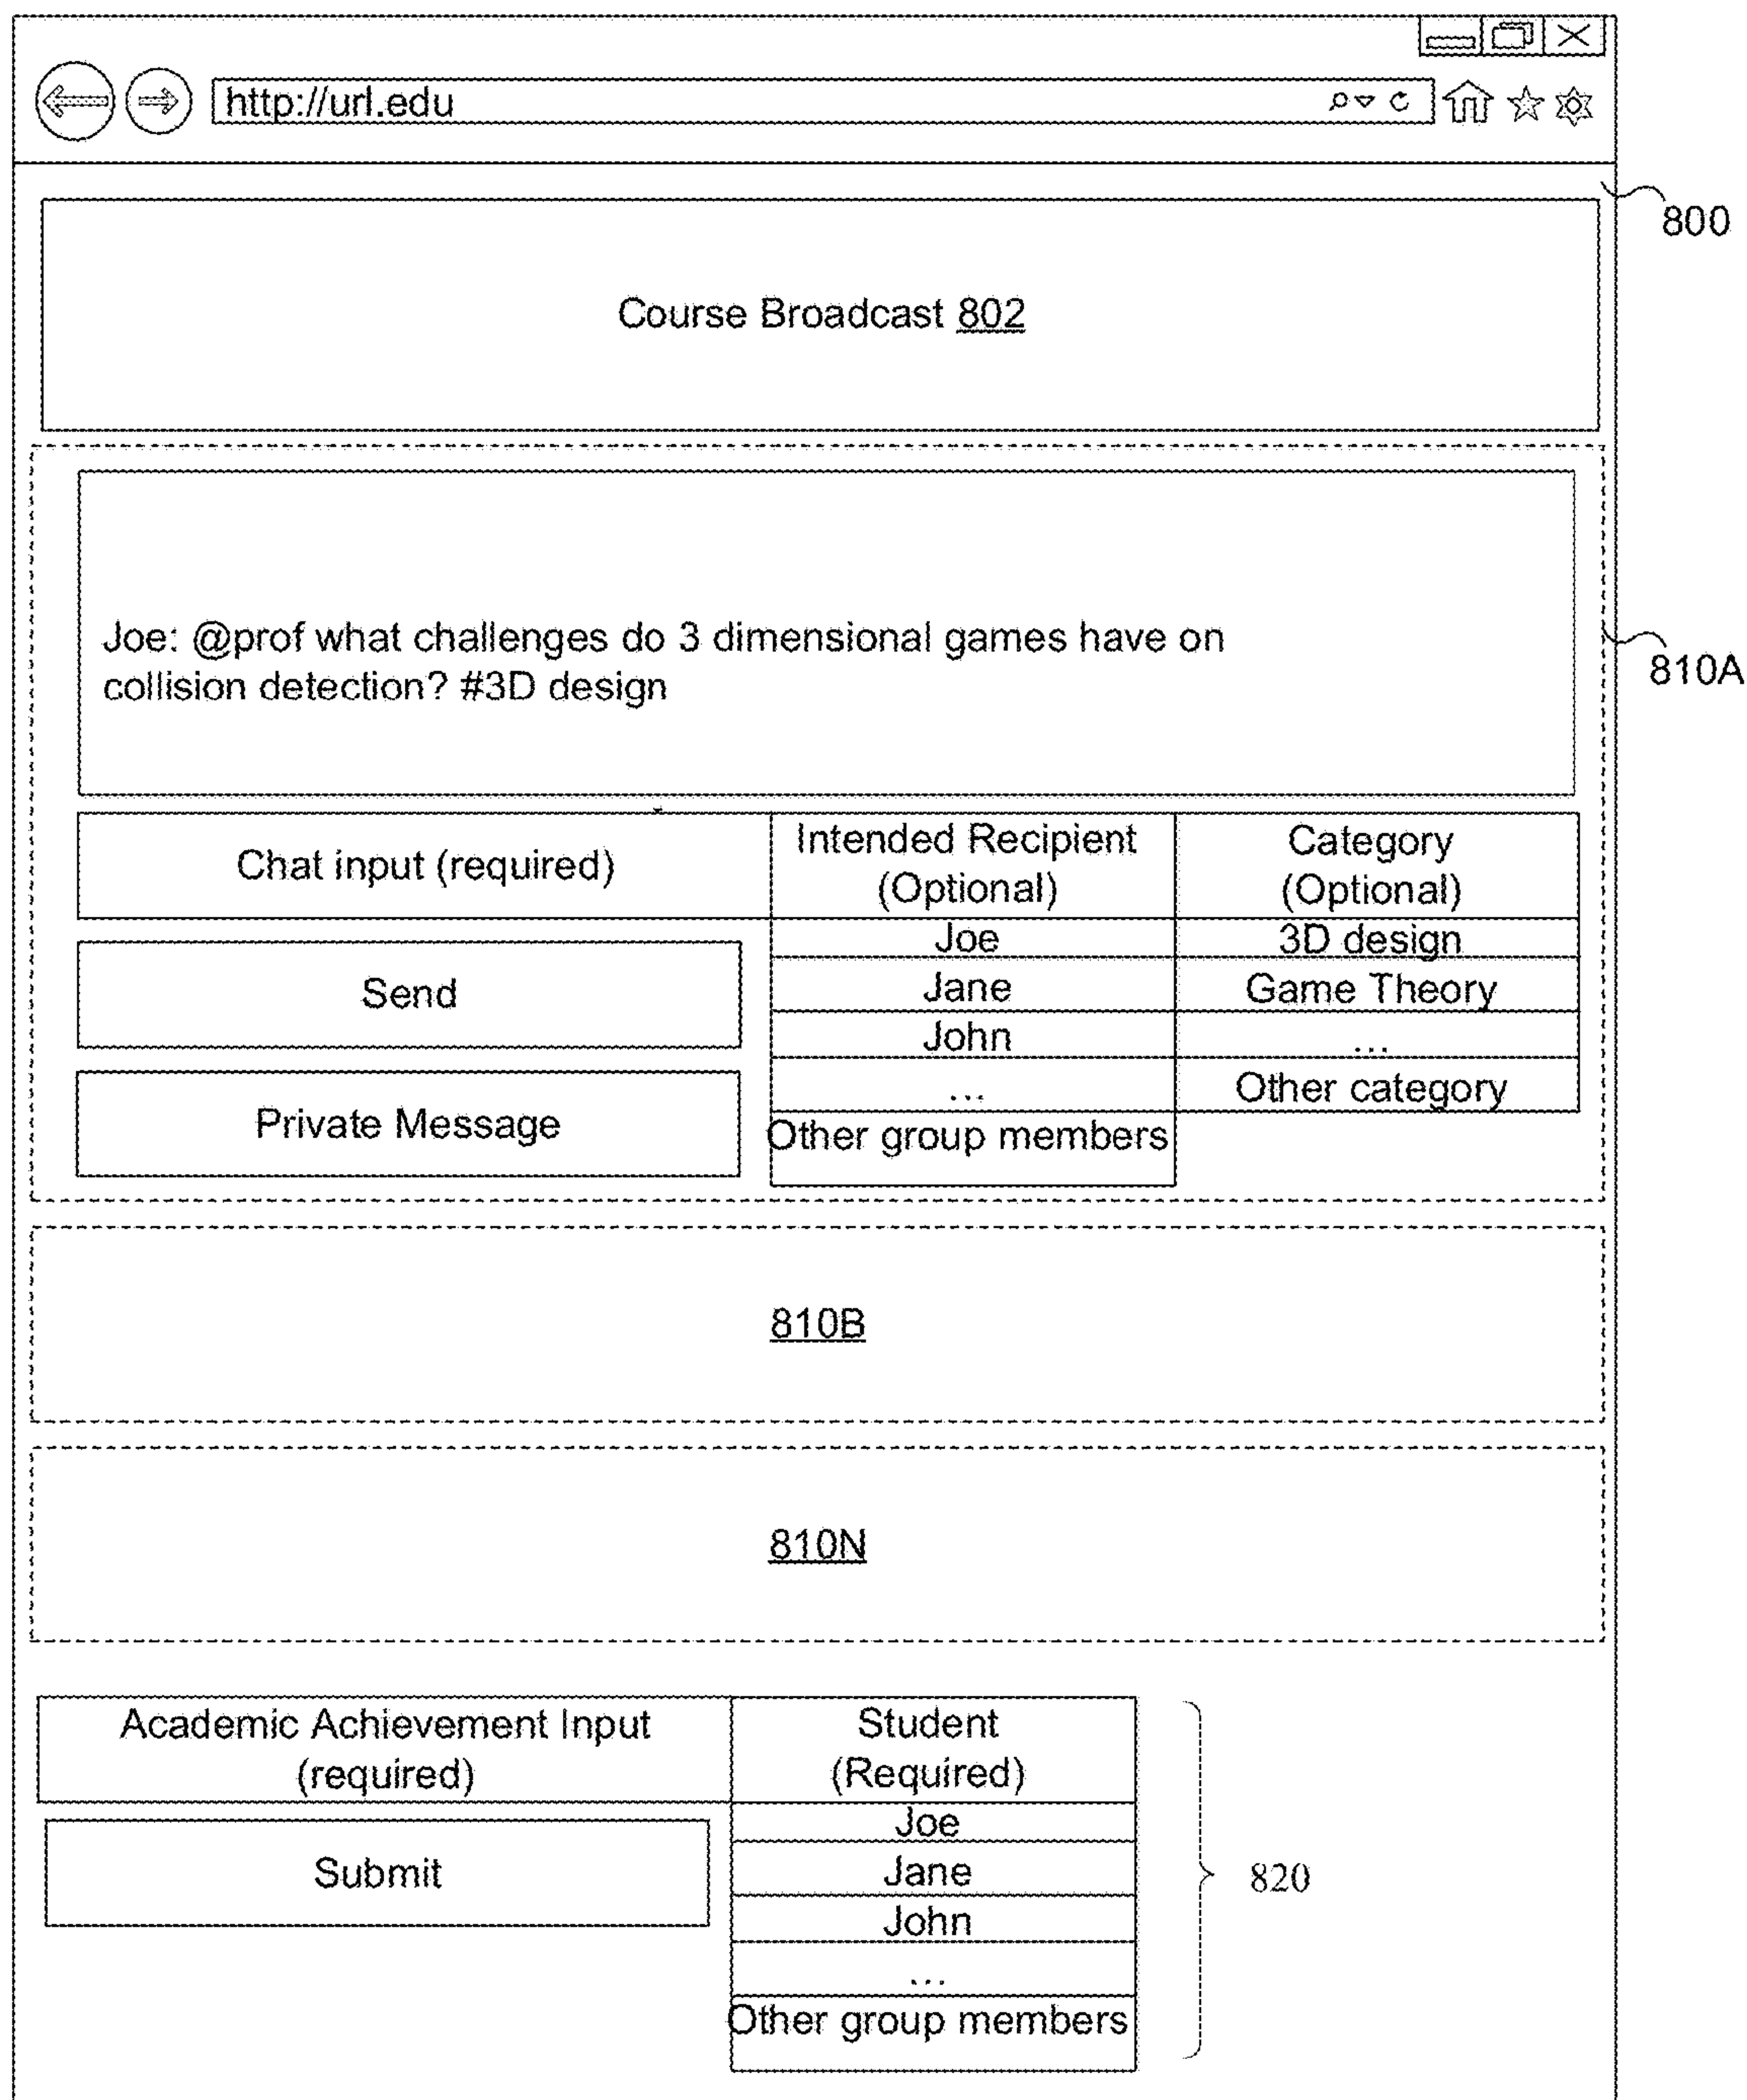 http://url.edu
800
Course Broadcast 802
Joe: @prof what challenges do 3 dimensional games have on
collision detection? #3D design
810A
Chat input (required)
Intended Recipient
(Optional)
Category
(Optional)
Joe
3D design
Send
Jane
Game Theory
John
...
...
Other category
Private Message
Other group members
810B
810N
Academic Achievement Input
(required)
Student
(Required)
Joe
Submit
Jane
820
John
...
Other group members